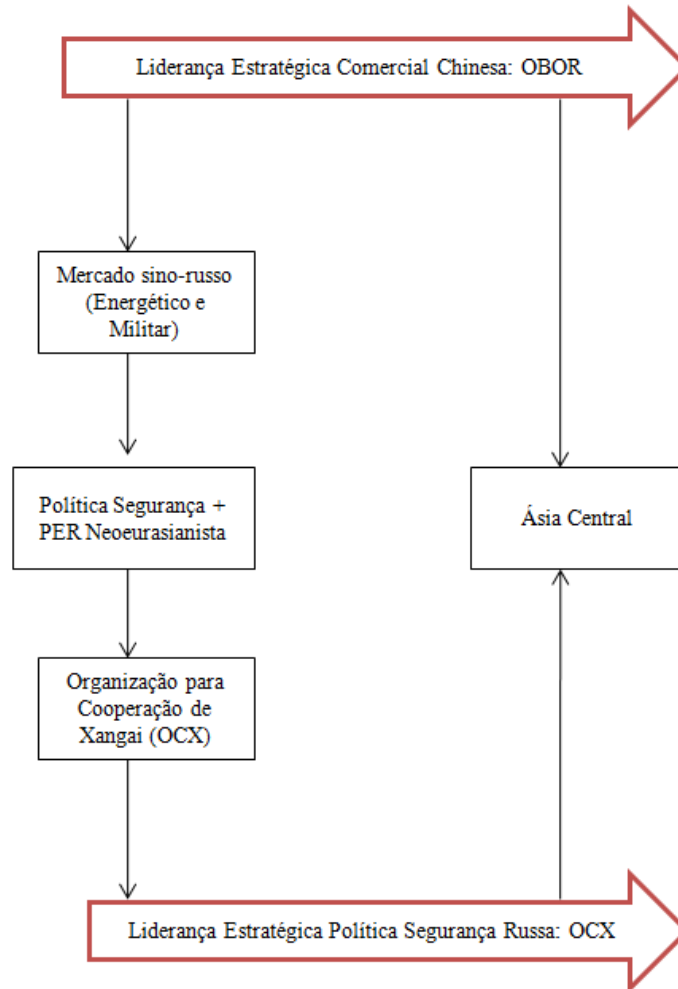 Liderança Estratégica Comercial Chinesa: OBOR
Mercado sino-russo
(Energético e
Militar)
Política Segurança +
PER Neoeurasianista
Ásia Central
Organização para
Cooperação de
Xangai (OCX)
Liderança Estratégica Política Segurança Russa: OCX